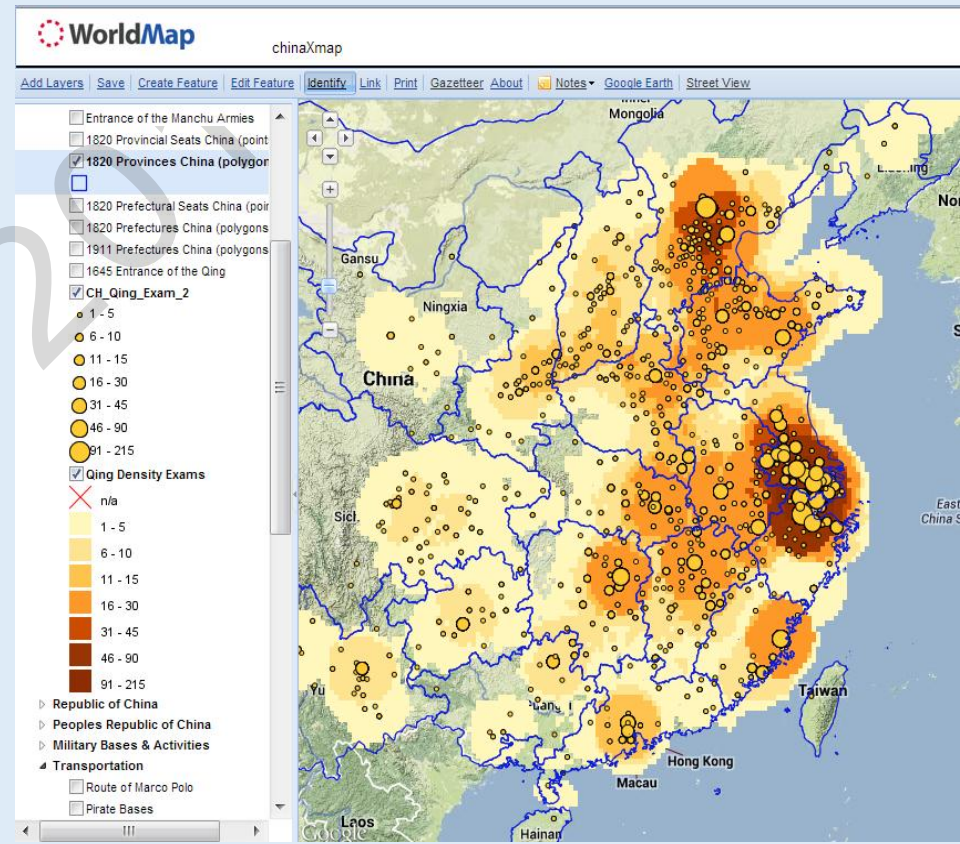 WorldMap
chinaXmap
Add Layers Save Create Feature Edit Feature Identify Link Print Gazetteer About Notes Google Earth Street View
Entrance of the Manchu Armies
1820 Provincial Seats China (point
1820 Provinces China (polygon
1820 Prefectural Seats China (poin
1820 Prefectures China (polygons
1911 Prefectures China (polygons
1645 Entrance of the Qing
CH_Qing_Exam_2
1 - 5
6 - 10
11 - 15
16 - 30
31 - 45
46 - 90
91 - 215
Qing Density Exams
n/a
1 - 5
6 - 10
11 - 15
16 - 30
31 - 45
46 - 90
91 - 215
Republic of China
Peoples Republic of China
Military Bases & Activities
Transportation
Route of Marco Polo
Pirate Bases
Inner
Mongolia
Liaoning
Nor
Gansu
Ningxia
S
China
Sich
East
China S
Yu
Taiwan
Hong Kong
Macau
Laos
Google
Hainan